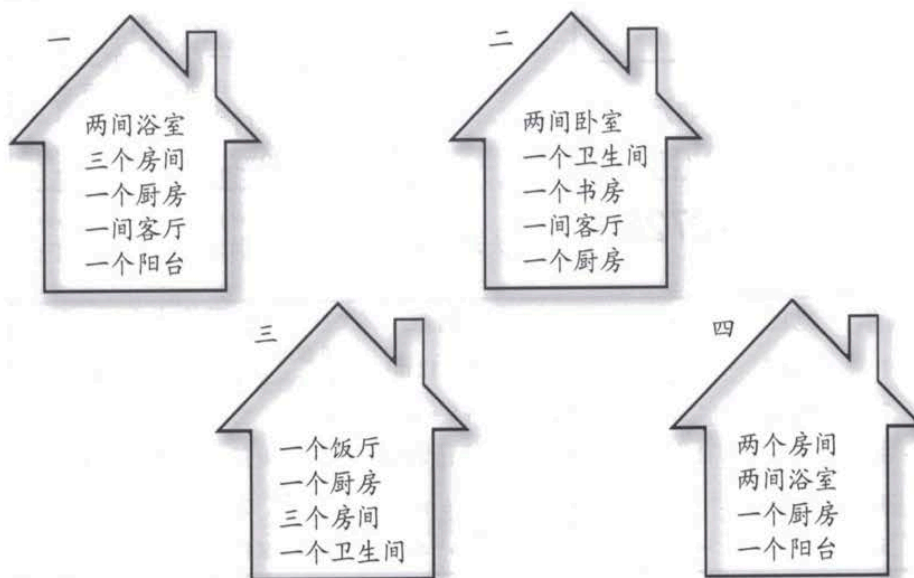 一
两间浴室
三个房间
一个厨房
一间客厅
一个阳台
二
两间卧室
一个卫生间
一个书房
一间客厅
一个厨房
三
一个饭厅
一个厨房
三个房间
一个卫生间
四
两个房间
两间浴室
一个厨房
一个阳台